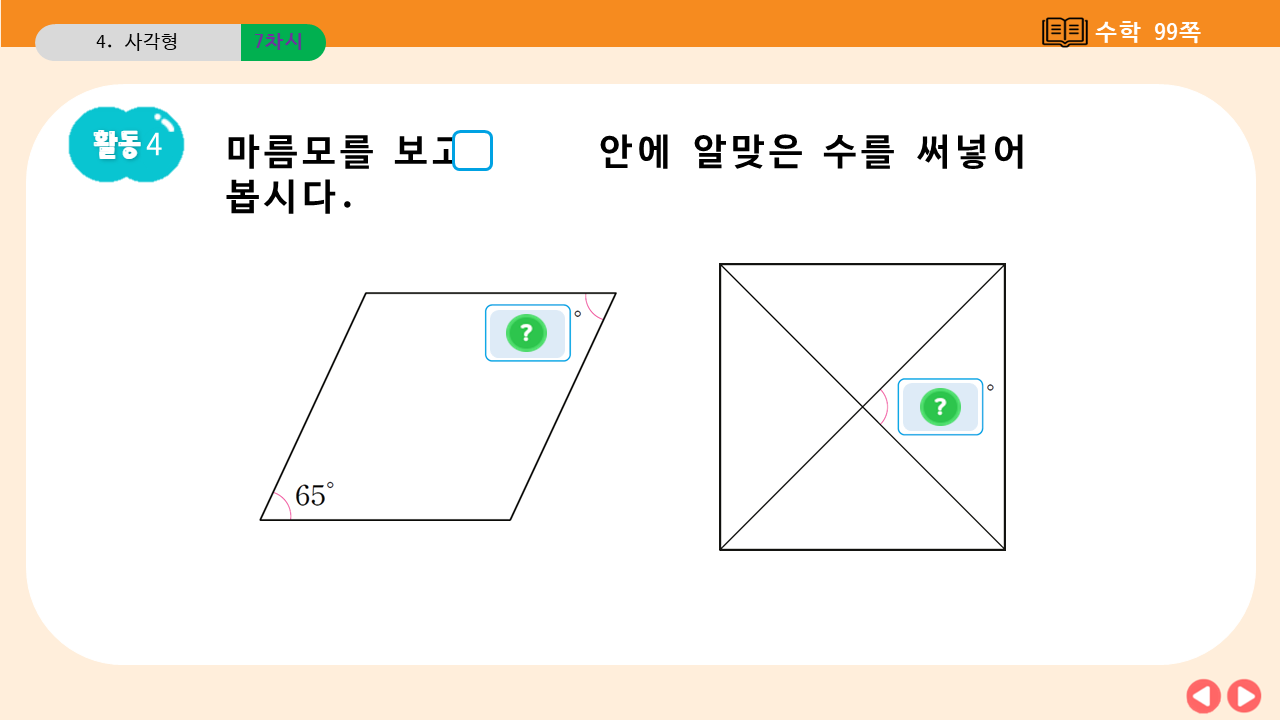 4. 사각형
7차시
수학 99쪽
활동 4
마름모를 보고 안에 알맞은 수를 써넣어
봅시다.
?
°
?
°
65°